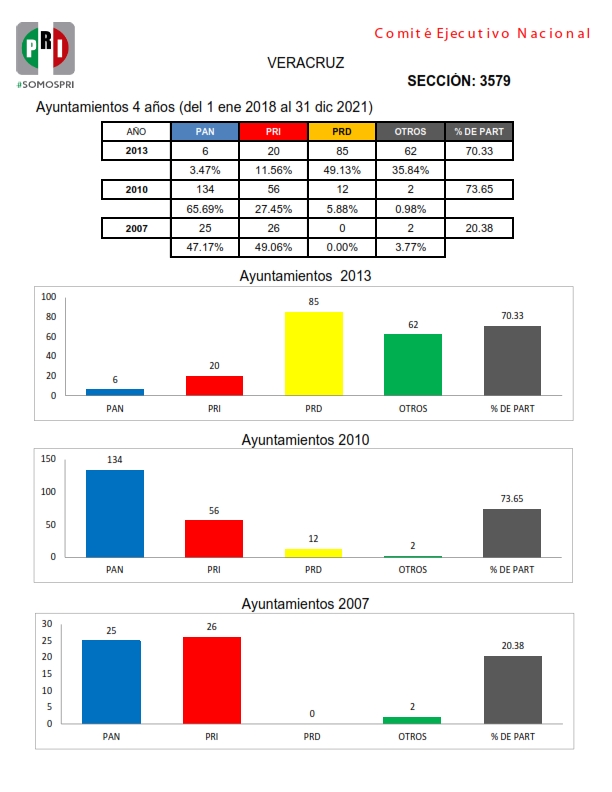 Comité Ejecutivo Nacional
PRI
#SOMOSPRI
VERACRUZ
SECCIÓN: 3579
Ayuntamientos 4 años (del 1 ene 2018 al 31 dic 2021)
AÑO PAN PRI PRD OTROS % DE PART
2013 6 20 85 62 70.33
3.47% 11.56% 49.13% 35.84%
2010 134 56 12 2 73.65
65.69% 27.45% 5.88% 0.98%
2007 25 26 0 2 20.38
47.17% 49.06% 0.00% 3.77%
Ayuntamientos 2013
100
80
60
40
20
0
6 20 85 62 70.33
PAN PRI PRD OTROS % DE PART
Ayuntamientos 2010
150
100
50
0
134 56 12 2 73.65
PAN PRI PRD OTROS % DE PART
Ayuntamientos 2007
30
25
20
15
10
5
0
25 26 0 2 20.38
PAN PRI PRD OTROS % DE PART